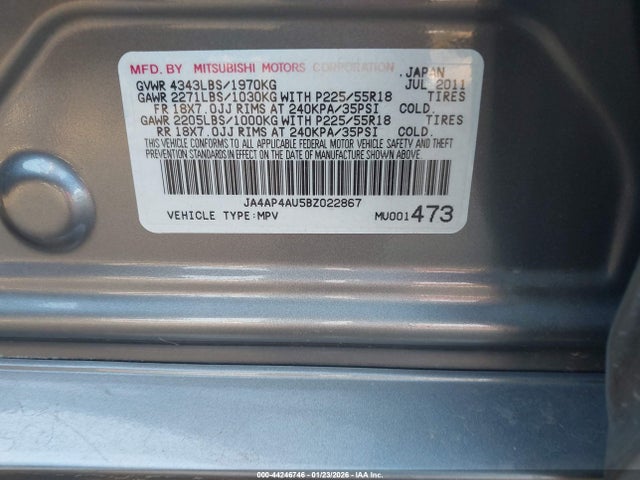 MFD. BY MITSUBISHI MOTORS CORPORATION JAPAN
GVWR 4343LBS/1970KG JUL 2011
GAWR 2271LBS/1030KG WITH P225/55R18 TIRES
FR 18X7.0JJ RIMS AT 240KPA/35PSI COLD.
GAWR 2205LBS/1000KG WITH P225/55R18 TIRES
RR 18X7.0JJ RIMS AT 240KPA/35PSI COLD.
THIS VEHICLE CONFORMS TO ALL APPLICABLE FEDERAL MOTOR VEHICLE SAFETY, BUMPER,
AND THEFT PREVENTION STANDARDS IN EFFECT ON THE DATE OF MANUFACTURE SHOWN ABOVE.
JA4AP4AU5BZ022867
VEHICLE TYPE:MPV MU001473
000-44246746 - 01/23/2026 - IAA Corp.